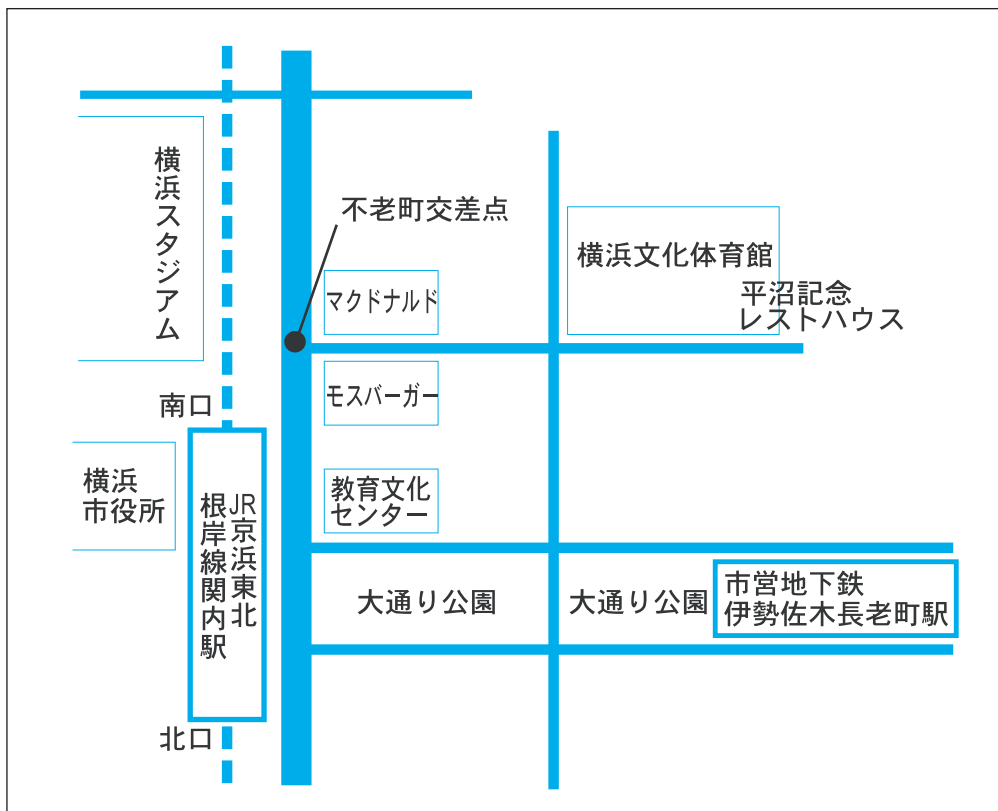 横浜スタジアム
不老町交差点
横浜文化体育館
平沼記念
レストハウス
マクドナルド
モスバーガー
南口
横浜
市役所
JR京浜東北
根岸線関内駅
教育文化
センター
大通り公園
大通り公園
市営地下鉄
伊勢佐木長老町駅
北口